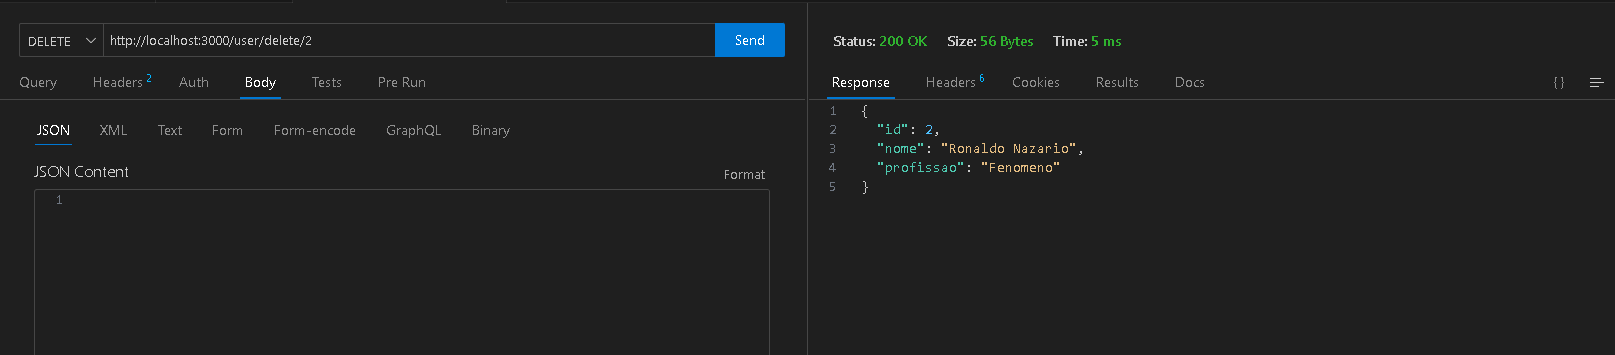 DELETE http://localhost:3000/user/delete/2 Send
Query Headers 2 Auth Body Tests Pre Run
JSON XML Text Form Form-encode GraphQL Binary
JSON Content
Format
1
Status: 200 OK Size: 56 Bytes Time: 5 ms
Response Headers 6 Cookies Results Docs {}
1 {
2 "id": 2,
3 "nome": "Ronaldo Nazario",
4 "profissao": "Fenomeno"
5 }